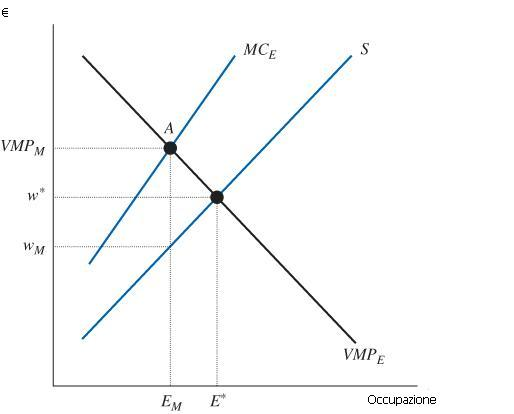 €
MC_E
S
A
VMP_M
w*
w_M
VMP_E
E_M
E*
Occupazione